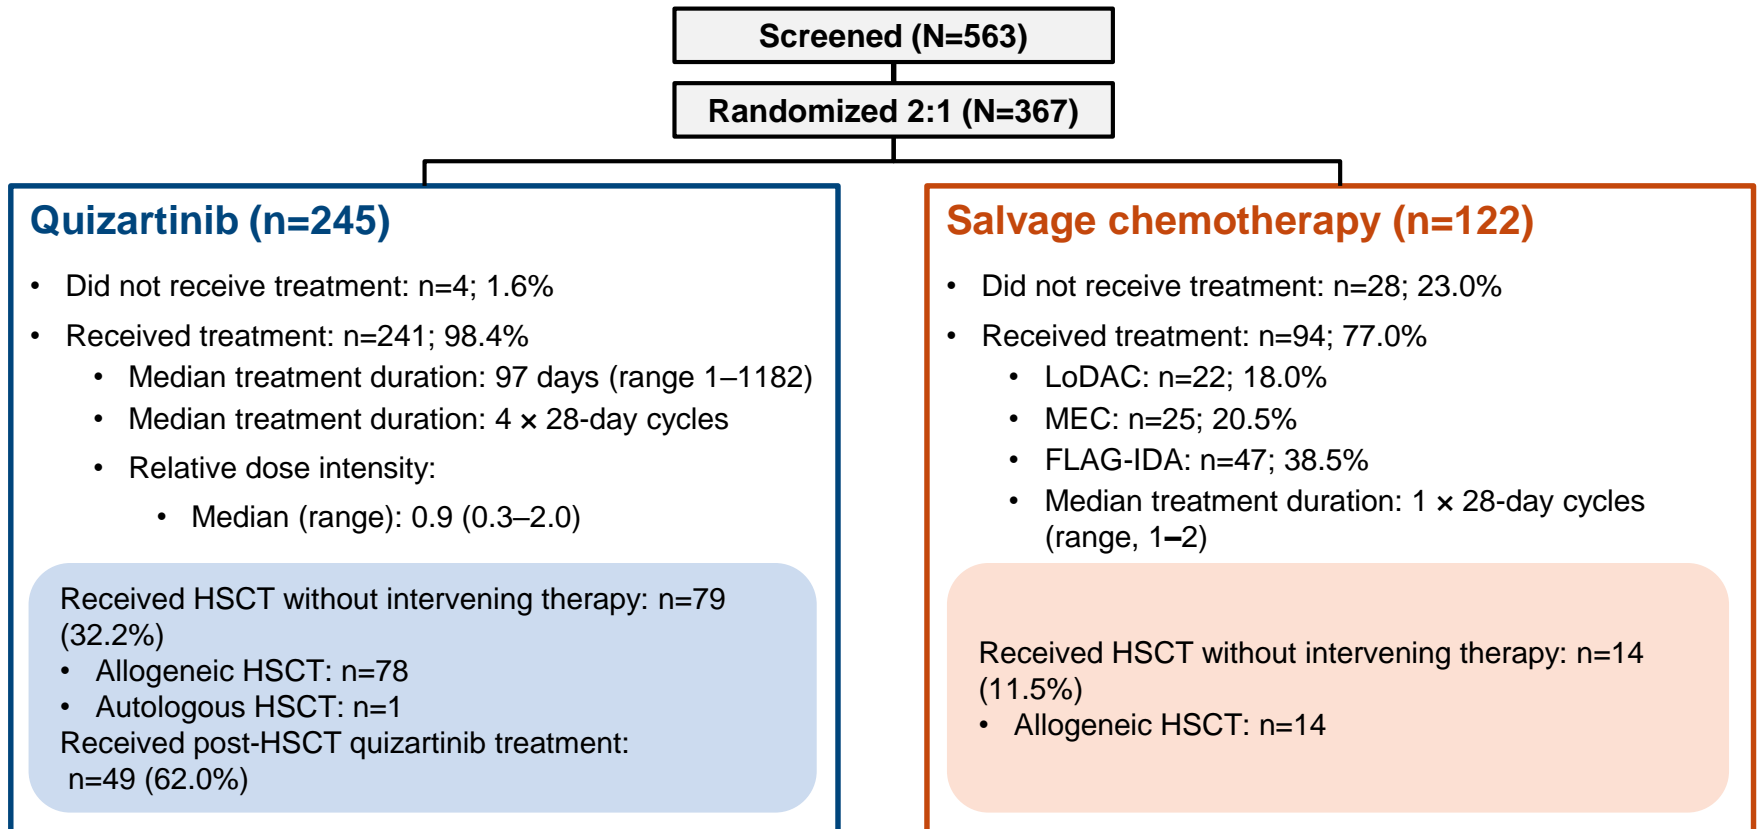 Screened (N=563)
Randomized 2:1 (N=367)
Quizartinib (n=245)
• Did not receive treatment: n=4; 1.6%
• Received treatment: n=241; 98.4%
• Median treatment duration: 97 days (range 1–1182)
• Median treatment duration: 4 × 28-day cycles
• Relative dose intensity:
• Median (range): 0.9 (0.3–2.0)
Received HSCT without intervening therapy: n=79
(32.2%)
• Allogeneic HSCT: n=78
• Autologous HSCT: n=1
Received post-HSCT quizartinib treatment:
n=49 (62.0%)
Salvage chemotherapy (n=122)
• Did not receive treatment: n=28; 23.0%
• Received treatment: n=94; 77.0%
• LoDAC: n=22; 18.0%
• MEC: n=25; 20.5%
• FLAG-IDA: n=47; 38.5%
• Median treatment duration: 1 × 28-day cycles
(range, 1–2)
Received HSCT without intervening therapy: n=14
(11.5%)
• Allogeneic HSCT: n=14